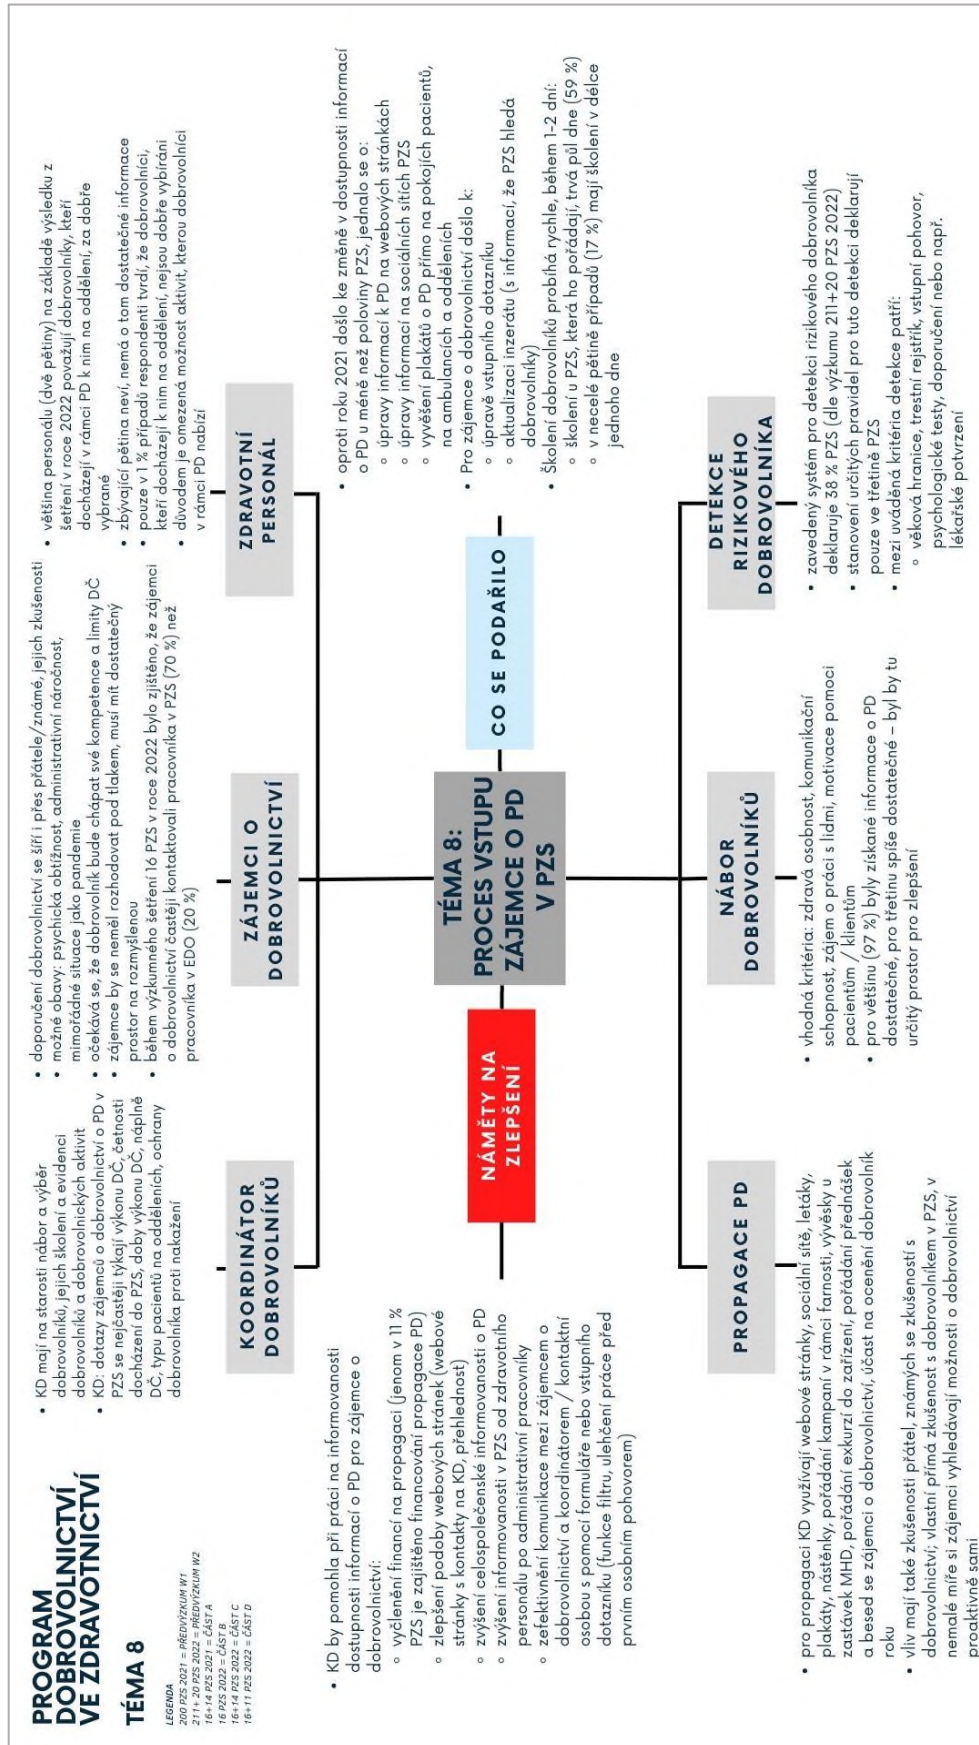 PROGRAM
DOBROVOLNICTVÍ
VE ZDRAVOTNICTVÍ
TÉMA 8
LEGENDA
200 PZS 2021 = PŘEDVÝZKUM W1
211+ 20 PZS 2022 = PŘEDVÝZKUM W2
16+14 PZS 2021 = ČÁST A
16 PZS 2022 = ČÁST B
16+14 PZS 2022 = ČÁST C
16+11 PZS 2022 = ČÁST D
• KD mají na starosti nábor a výběr
dobrovolníků, jejich školení a evidenci
dobrovolníků a dobrovolnických aktivit
• KD: dotazy zájemců o dobrovolnictví o PD v
PZS se nejčastěji týkají výkonu DČ, četnosti
docházení do PZS, doby výkonu DČ, náplně
DČ, typu pacientů na odděleních, ochrany
dobrovolníka proti nakažení
KOORDINÁTOR
DOBROVOLNÍKŮ
• doporučení dobrovolnictví se šíří i přes přátele/známé, jejich zkušenosti
• možné obavy: psychická obtížnost, administrativní náročnost,
mimořádné situace jako pandemie
• očekává se, že dobrovolník bude chápat své kompetence a limity DČ
• zájemce by se neměl rozhodovat pod tlakem, musí mít dostatečný
prostor na rozmyšlenou
• během výzkumného šetření 16 PZS v roce 2022 bylo zjištěno, že zájemci
o dobrovolnictví častěji kontaktovali pracovníka v PZS (70 %) než
pracovníka v EDO (20 %)
ZÁJEMCI O
DOBROVOLNICTVÍ
• většina personálu (dvě pětiny) na základě výsledku z
šetření v roce 2022 považují dobrovolníky, kteří
docházejí v rámci PD k nim na oddělení, za dobře
vybrané
• zbývající pětina neví, nemá o tom dostatečné informace
• pouze v 1 % případů respondenti tvrdí, že dobrovolníci,
kteří docházejí k nim na oddělení, nejsou dobře vybíráni
• důvodem je omezená možnost aktivit, kterou dobrovolníci
v rámci PD nabízí
ZDRAVOTNÍ
PERSONÁL
• KD by pomohla při práci na informovanosti
dostupnosti informací o PD pro zájemce o
dobrovolnictví:
◦ vyčlenění financí na propagaci (jenom v 11 %
PZS je zajištěno financování propagace PD)
◦ zlepšení podoby webových stránek (webové
stránky s kontakty na KD, přehlednost)
◦ zvýšení celospolečenské informovanosti o PD
◦ zvýšení informovanosti v PZS od zdravotního
personálu po administrativní pracovníky
◦ zefektivnění komunikace mezi zájemcem o
dobrovolnictví a koordinátorem / kontaktní
osobou s pomocí formuláře nebo vstupního
dotazníku (funkce filtru, ulehčení práce před
prvním osobním pohovorem)
NÁMĚTY NA
ZLEPŠENÍ
TÉMA 8:
PROCES VSTUPU
ZÁJEMCE O PD
V PZS
CO SE PODAŘILO
• oproti roku 2021 došlo ke změně v dostupnosti informací
o PD u méně než poloviny PZS, jednalo se o:
◦ úpravy informací k PD na webových stránkách
◦ úpravy informací na sociálních sítích PZS
◦ vyvěšení plakátů o PD přímo na pokojích pacientů,
na ambulancích a odděleních
• Pro zájemce o dobrovolnictví došlo k:
◦ úpravě vstupního dotazníku
◦ aktualizaci inzerátu (s informací, že PZS hledá
dobrovolníky)
• Školení dobrovolníků probíhá rychle, během 1-2 dní:
◦ školení u PZS, která ho pořádají, trvá půl dne (59 %)
◦ v necelé pětině případů (17 %) mají školení v délce
jednoho dne
PROPAGACE PD
• pro propagaci KD využívají webové stránky, sociální sítě, letáky,
plakáty, nástěnky, pořádání kampaní v rámci farnosti, vývěsky u
zastávek MHD, pořádání exkurzí do zařízení, pořádání přednášek
a besed se zájemci o dobrovolnictví, účast na ocenění dobrovolník
roku
• vliv mají také zkušenosti přátel, známých se zkušeností s
dobrovolnictví; vlastní přímá zkušenost s dobrovolníkem v PZS, v
nemalé míře si zájemci vyhledávají možnosti o dobrovolnictví
proaktivně sami
NÁBOR
DOBROVOLNÍKŮ
• vhodná kritéria: zdravá osobnost, komunikační
schopnost, zájem o práci s lidmi, motivace pomoci
pacientům / klientům
• pro většinu (97 %) byly získané informace o PD
dostatečné, pro třetinu spíše dostatečné – byl by tu
určitý prostor pro zlepšení
DETEKCE
RIZIKOVÉHO
DOBROVOLNÍKA
• zavedený systém pro detekci rizikového dobrovolníka
deklaruje 38 % PZS (dle výzkumu 211+20 PZS 2022)
• stanovení určitých pravidel pro tuto detekci deklarují
pouze ve třetině PZS
• mezi uváděná kritéria detekce patří:
◦ věková hranice, trestní rejstřík, vstupní pohovor,
psychologické testy, doporučení nebo např.
lékařské potvrzení